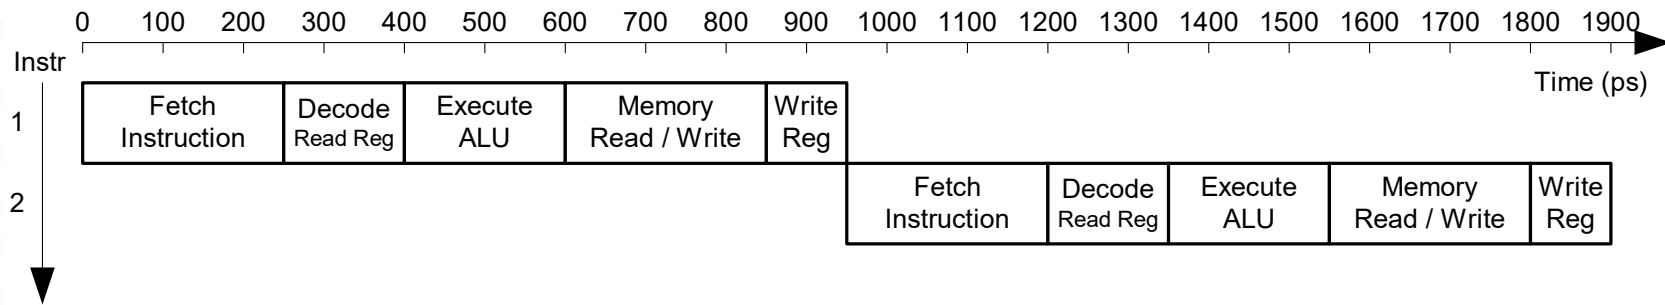 0 100 200 300 400 500 600 700 800 900 1000 1100 1200 1300 1400 1500 1600 1700 1800 1900
Instr
Time (ps)
1
Fetch Instruction
Decode Read Reg
Execute ALU
Memory Read / Write
Write Reg
2
Fetch Instruction
Decode Read Reg
Execute ALU
Memory Read / Write
Write Reg